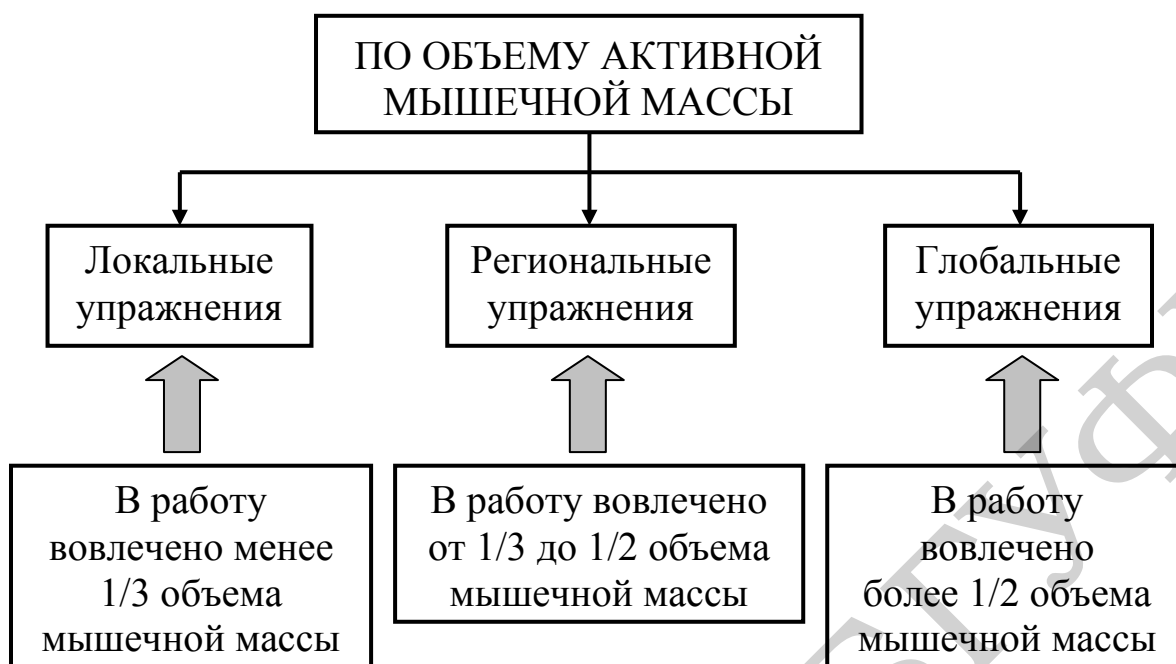 ПО ОБЪЕМУ АКТИВНОЙ
МЫШЕЧНОЙ МАССЫ
Локальные
упражнения
Региональные
упражнения
Глобальные
упражнения
В работу
вовлечено менее
1/3 объема
мышечной массы
В работу вовлечено
от 1/3 до 1/2 объема
мышечной массы
В работу
вовлечено
более 1/2 объема
мышечной массы